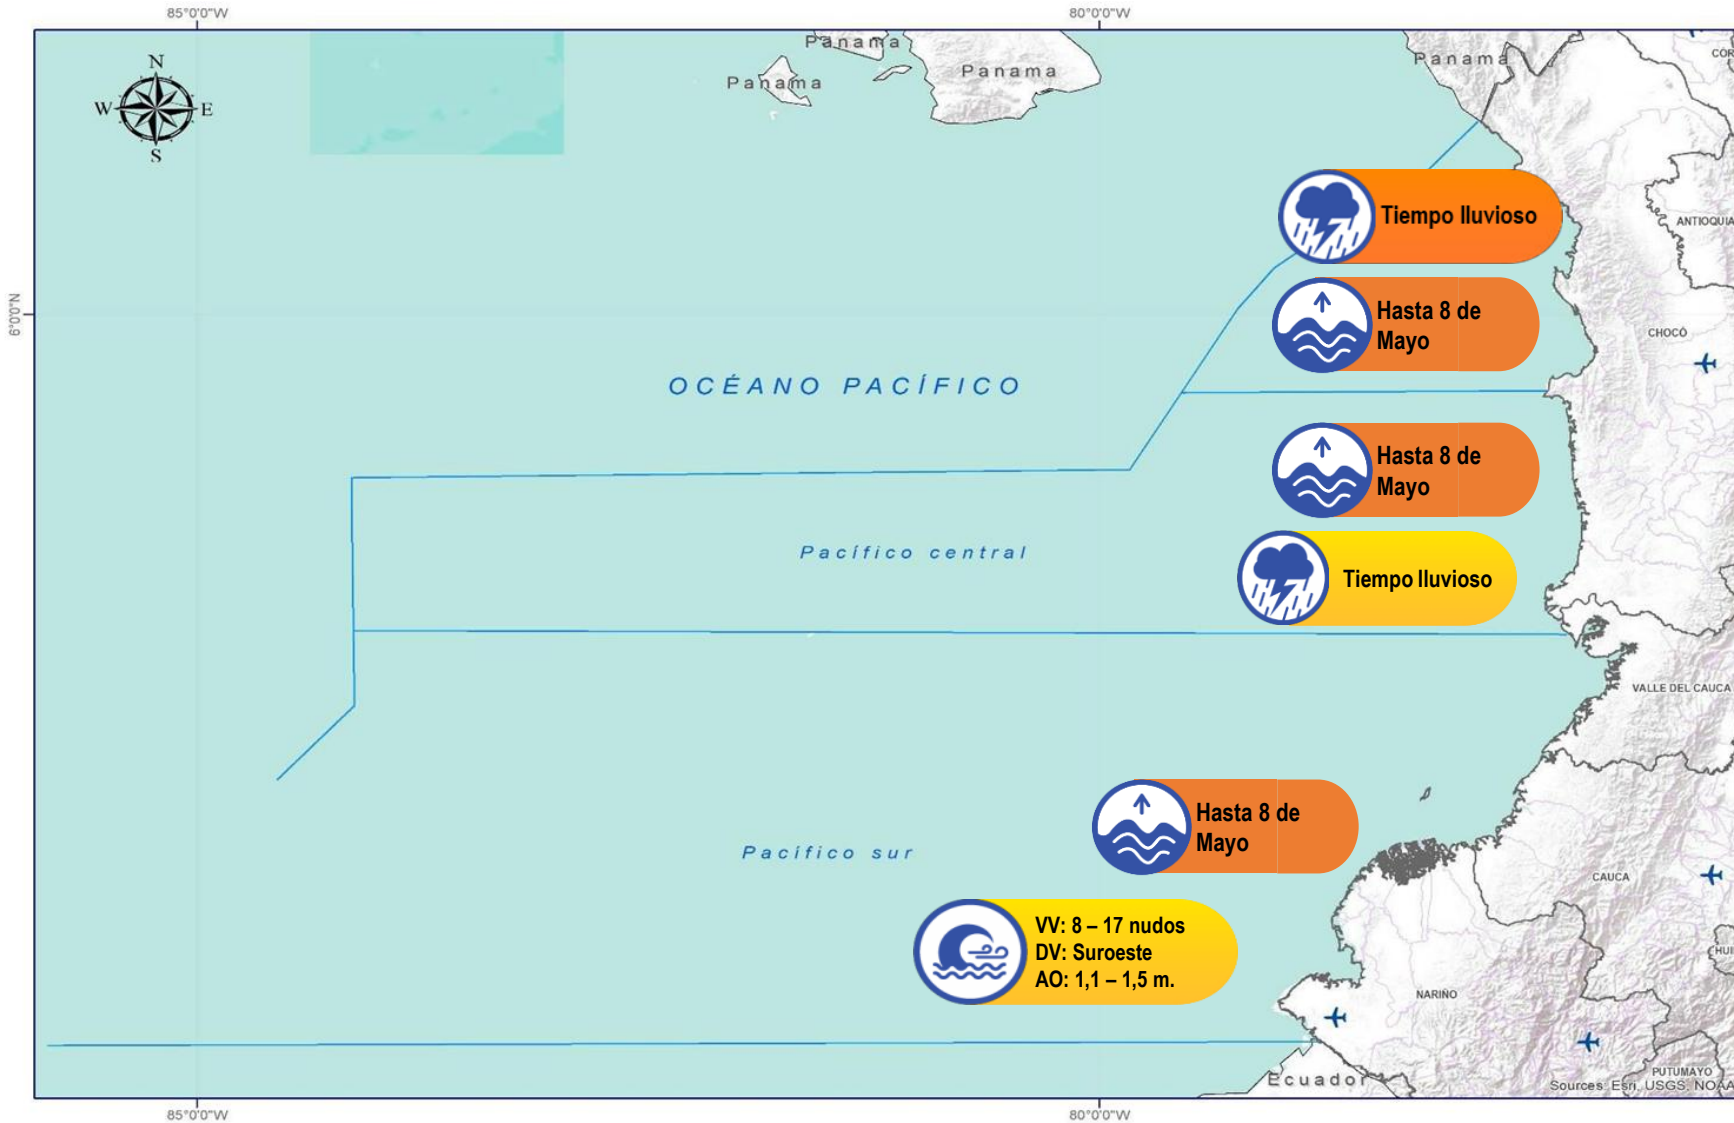 85°0'0"W
80°0'0"W
Panama
Panama
Panama
Panama
N
W
E
S
ANTIOQUIA
Tiempo lluvioso
6°0'0"N
Hasta 8 de
Mayo
CHOCÓ
OCÉANO PACÍFICO
Hasta 8 de
Mayo
Pacífico central
Tiempo lluvioso
VALLE DEL CAUCA
Hasta 8 de
Mayo
Pacífico sur
CAUCA
VV: 8 – 17 nudos
DV: Suroeste
AO: 1,1 – 1,5 m.
HUI
NARIÑO
PUTUMAYO
Ecuador
Sources: Esri, USGS, NOAA
85°0'0"W
80°0'0"W